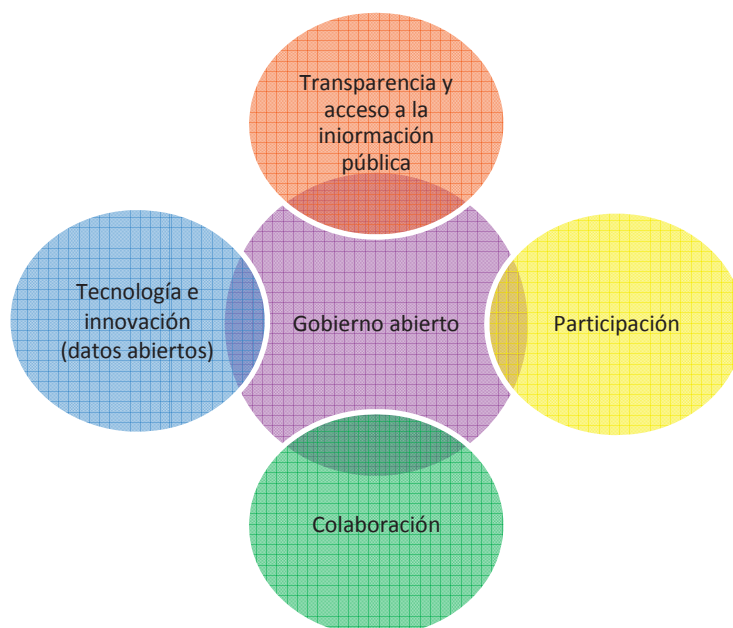 Transparencia y
acceso a la
iniormación
pública
Tecnología e
innovación
(datos abiertos)
Gobierno abierto
Participación
Colaboración